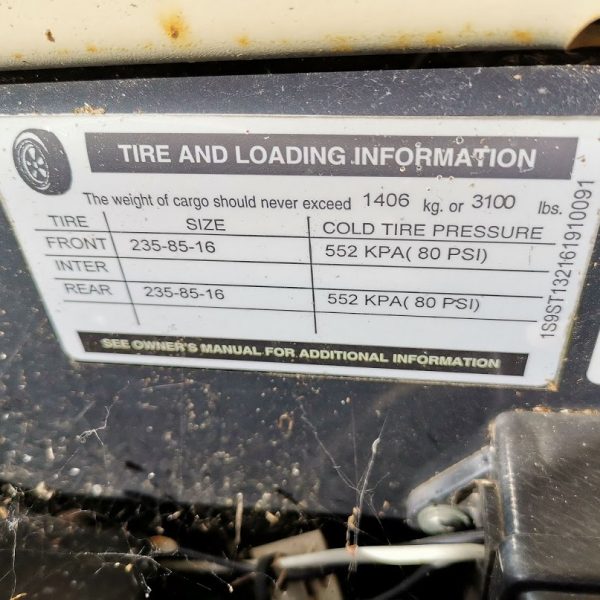 TIRE AND LOADING INFORMATION
The weight of cargo should never exceed 1406 kg. or 3100 lbs.
TIRE SIZE COLD TIRE PRESSURE
FRONT 235-85-16 552 KPA( 80 PSI)
INTER
REAR 235-85-16 552 KPA( 80 PSI)
SEE OWNER'S MANUAL FOR ADDITIONAL INFORMATION
1S9ST132161910091